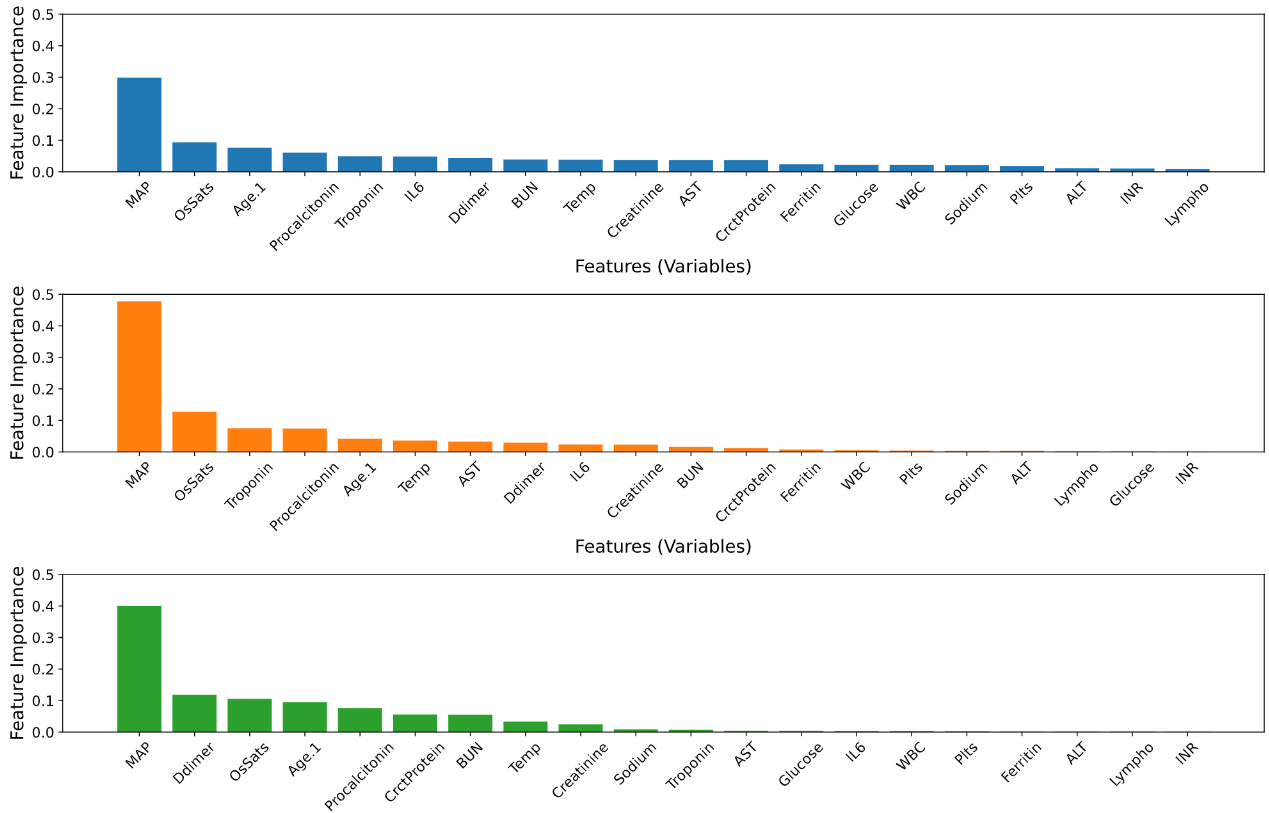 Feature Importance
0.5
0.4
0.3
0.2
0.1
0.0
MAP OsSats Age.1 Procalcitonin Troponin IL6 Ddimer BUN Temp Creatinine AST CrctProtein Ferritin Glucose WBC Sodium Plts ALT INR Lympho
Features (Variables)
Feature Importance
0.5
0.4
0.3
0.2
0.1
0.0
MAP OsSats Troponin Procalcitonin Age.1 Temp AST Ddimer IL6 Creatinine BUN CrctProtein Ferritin WBC Plts Sodium ALT Lympho Glucose INR
Features (Variables)
Feature Importance
0.5
0.4
0.3
0.2
0.1
0.0
MAP Ddimer OsSats Age.1 Procalcitonin CrctProtein BUN Temp Creatinine Sodium Troponin AST Glucose IL6 WBC Plts Ferritin ALT Lympho INR